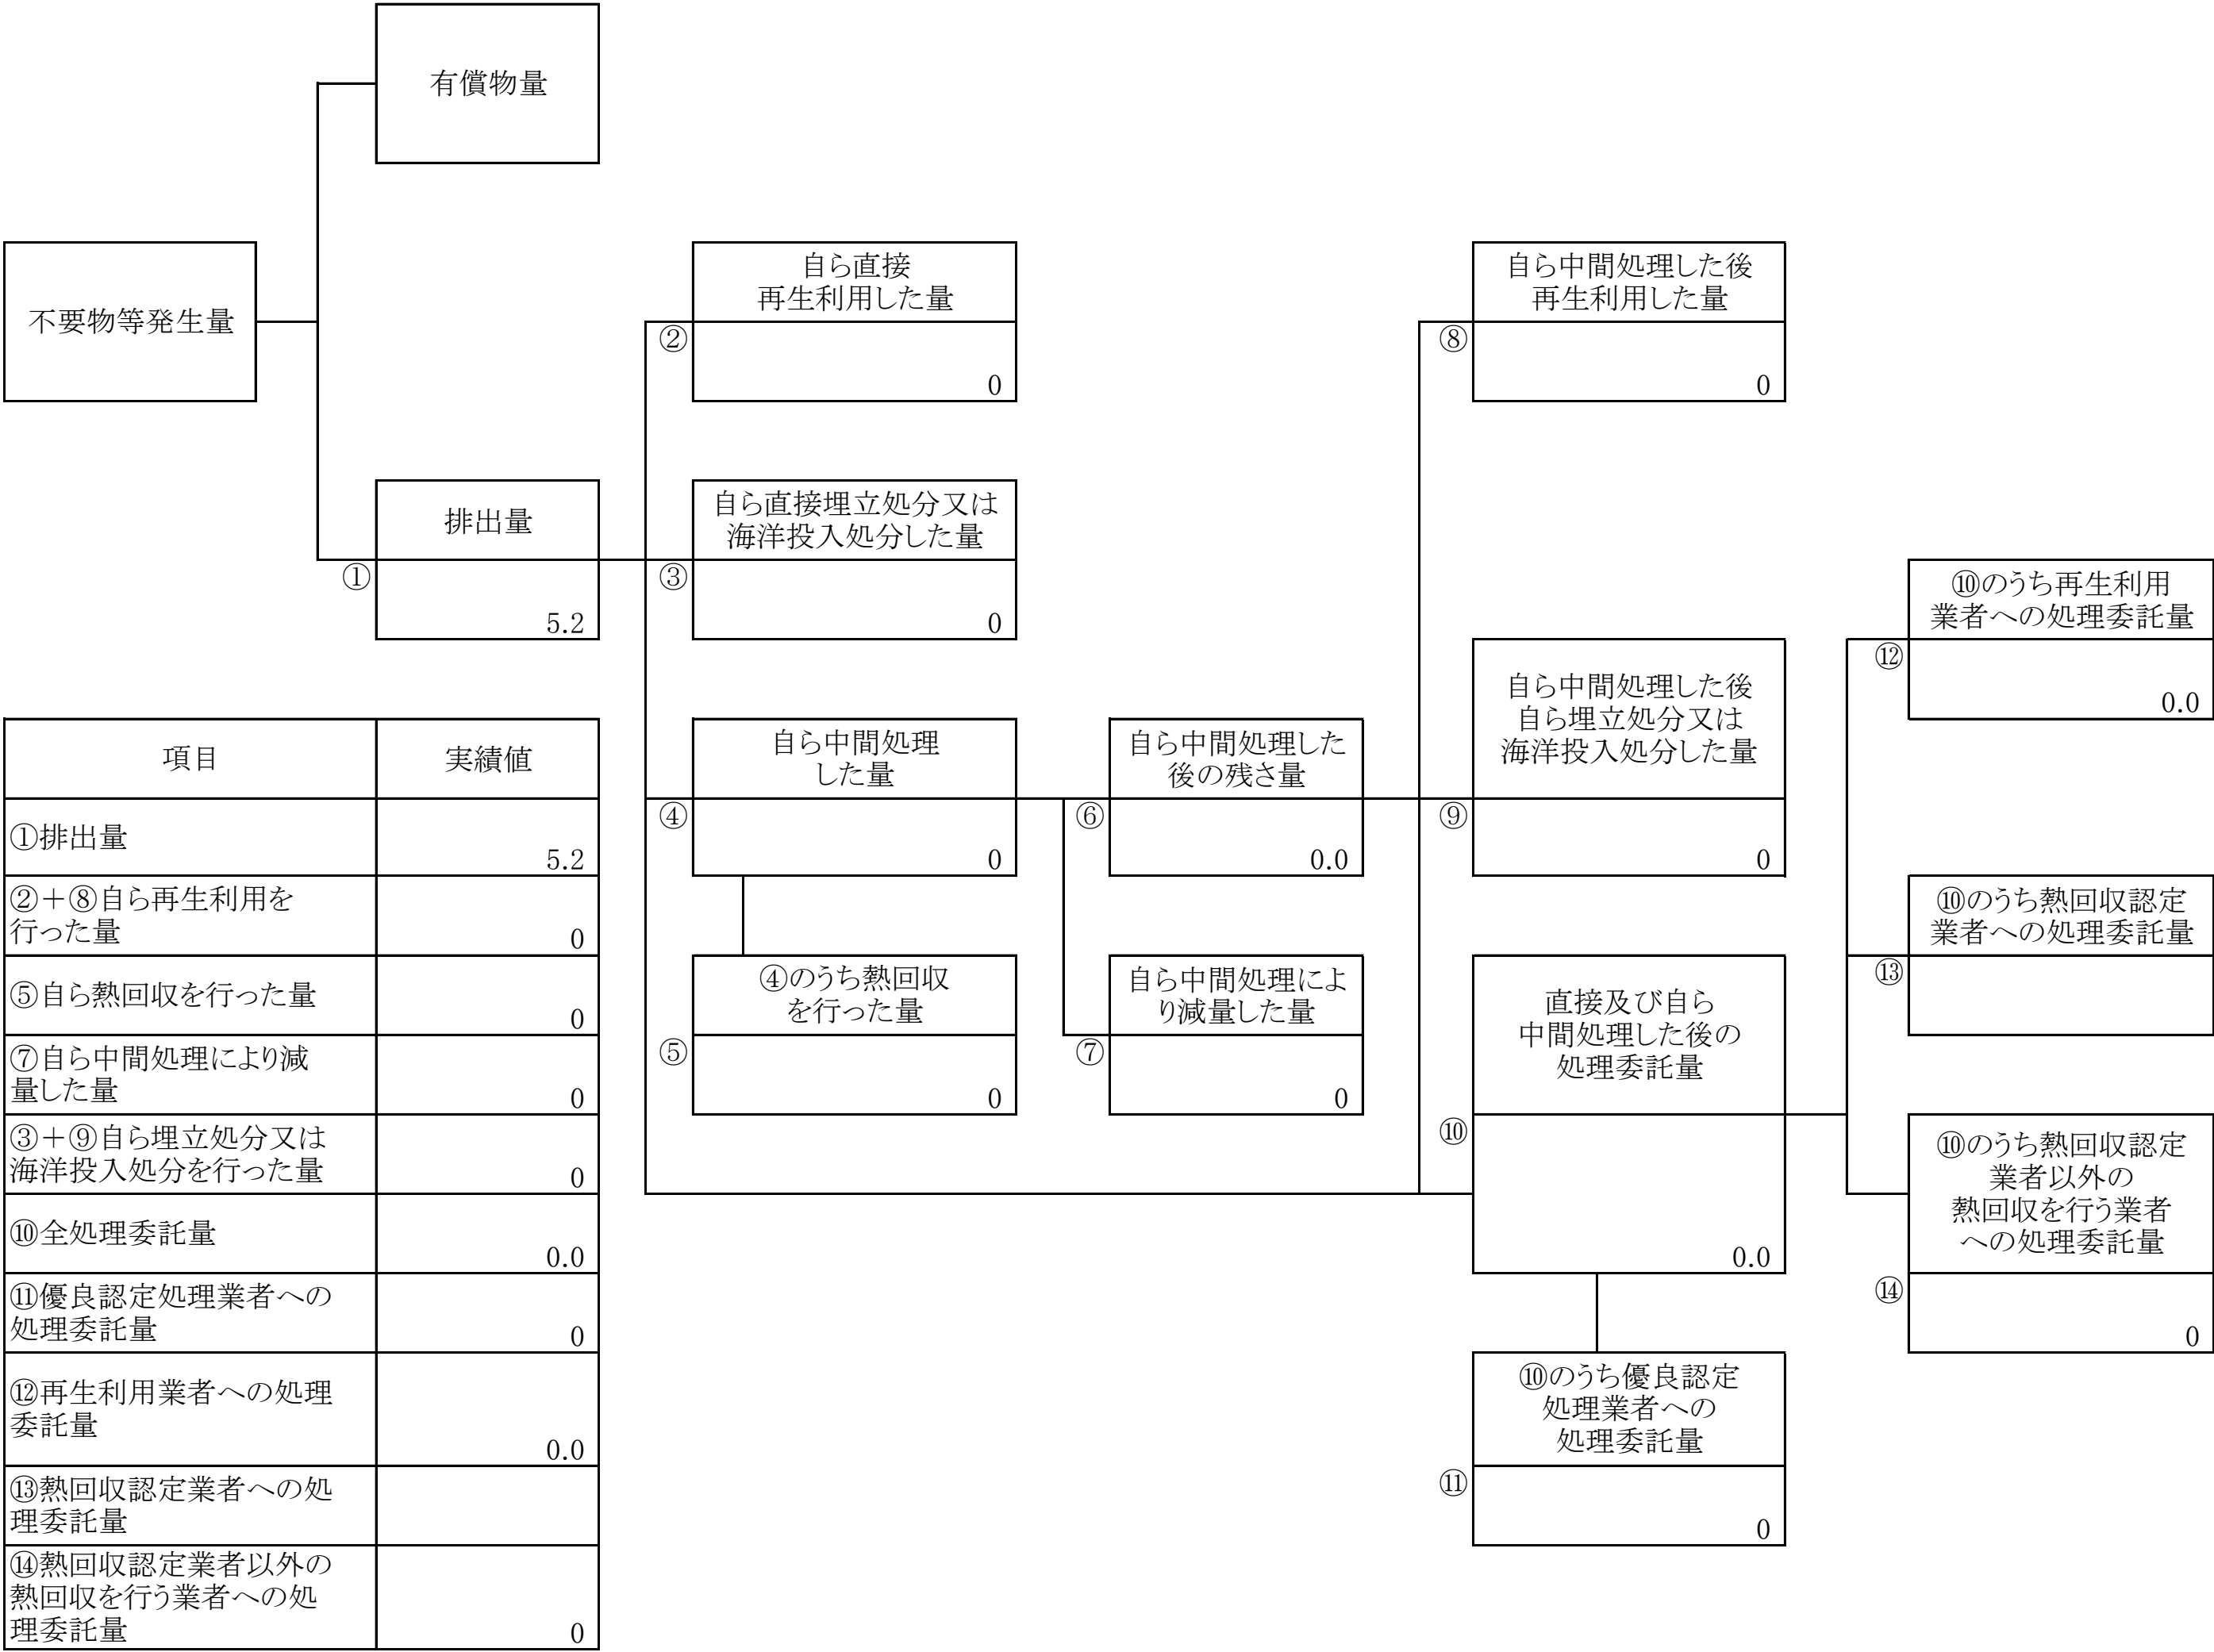 有償物量
不要物等発生量
排出量
①
5.2
自ら直接
再生利用した量
②
0
自ら直接埋立処分又は
海洋投入処分した量
③
0
自ら中間処理
した量
④
0
④のうち熱回収
を行った量
⑤
0
自ら中間処理した
後の残さ量
⑥
0.0
自ら中間処理によ
り減量した量
⑦
0
自ら中間処理した後
再生利用した量
⑧
0
自ら中間処理した後
自ら埋立処分又は
海洋投入処分した量
⑨
0
直接及び自ら
中間処理した後の
処理委託量
⑩
0.0
⑩のうち優良認定
処理業者への
処理委託量
⑪
0
⑩のうち再生利用
業者への処理委託量
⑫
0.0
⑩のうち熱回収認定
業者への処理委託量
⑬
⑩のうち熱回収認定
業者以外の
熱回収を行う業者
への処理委託量
⑭
0
項目 実績値
①排出量
5.2
②+⑧自ら再生利用を
行った量
0
⑤自ら熱回収を行った量
0
⑦自ら中間処理により減
量した量
0
③+⑨自ら埋立処分又は
海洋投入処分を行った量
0
⑩全処理委託量
0.0
⑪優良認定処理業者への
処理委託量
0
⑫再生利用業者への処理
委託量
0.0
⑬熱回収認定業者への処
理委託量
⑭熱回収認定業者以外の
熱回収を行う業者への処
理委託量
0